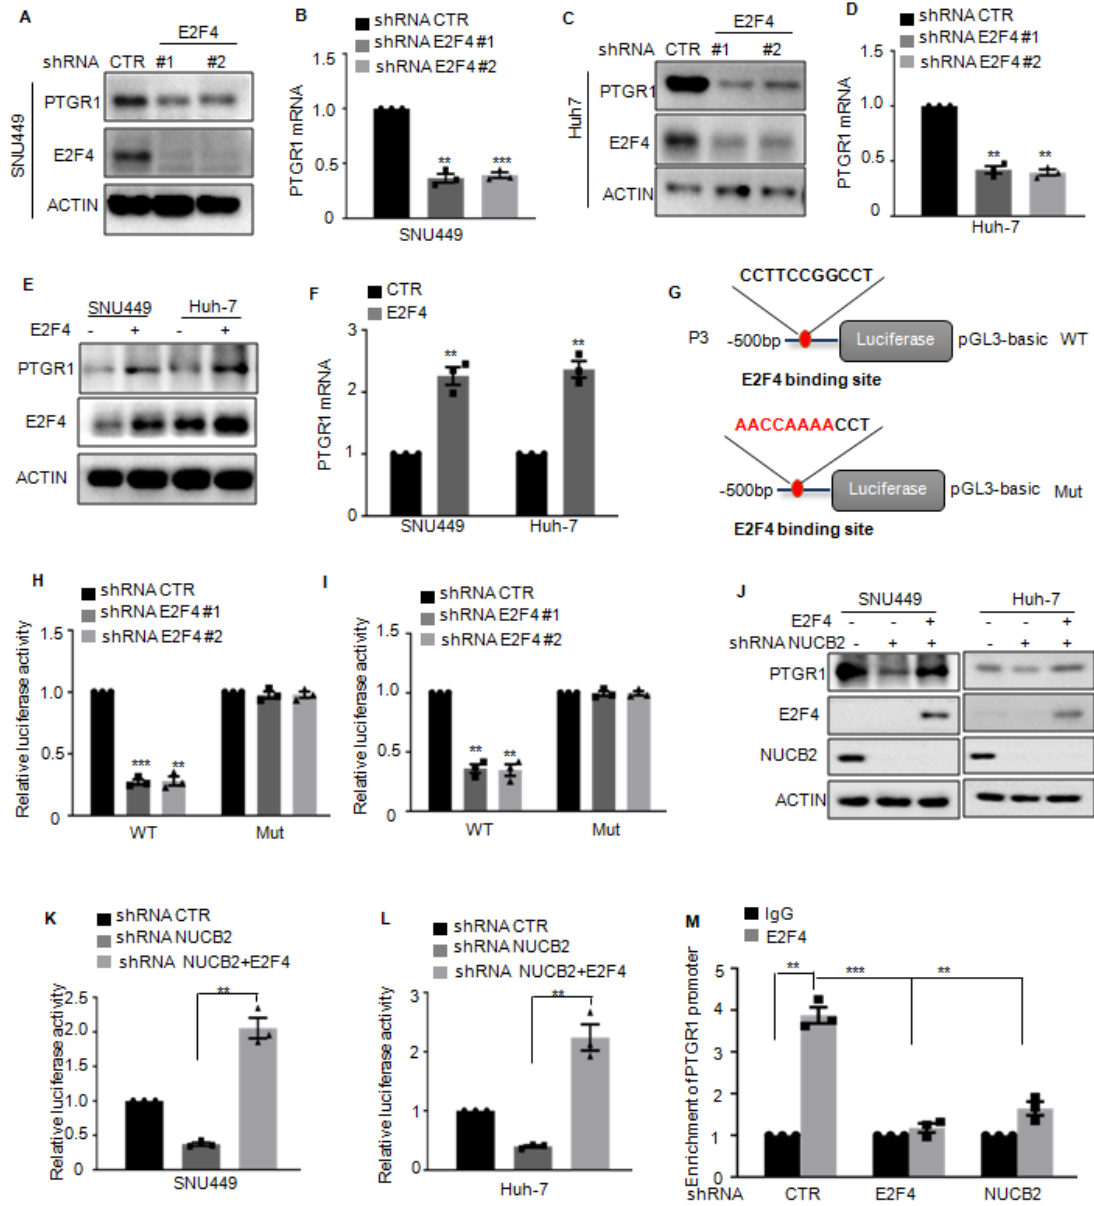 A
E2F4
shRNA CTR #1 #2
SNU449
PTGR1
E2F4
ACTIN
B
shRNA CTR
shRNA E2F4 #1
shRNA E2F4 #2
PTGR1 mRNA
1.5
1.0
0.5
0
** ***
SNU449
C
E2F4
shRNA CTR #1 #2
Huh7
PTGR1
E2F4
ACTIN
D
shRNA CTR
shRNA E2F4 #1
shRNA E2F4 #2
PTGR1 mRNA
1.5
1.0
0.5
0
** **
Huh-7
E
SNU449 Huh-7
E2F4 - + - +
PTGR1
E2F4
ACTIN
F
CTR
E2F4
PTGR1 mRNA
3
2
1
0
** **
SNU449 Huh-7
G
CCTTCCGGCCT
P3 -500bp Luciferase pGL3-basic WT
E2F4 binding site
AACCAAAACCT
-500bp Luciferase pGL3-basic Mut
E2F4 binding site
H
shRNA CTR
shRNA E2F4 #1
shRNA E2F4 #2
Relative luciferase activity
1.5
1.0
0.5
0
*** **
WT Mut
I
shRNA CTR
shRNA E2F4 #1
shRNA E2F4 #2
Relative luciferase activity
1.5
1.0
0.5
0
** **
WT Mut
J
SNU449 Huh-7
E2F4 - - + - - +
shRNA NUCB2 - + + - + +
PTGR1
E2F4
NUCB2
ACTIN
K
shRNA CTR
shRNA NUCB2
shRNA NUCB2+E2F4
Relative luciferase activity
2.5
2.0
1.0
0.5
0
**
SNU449
L
shRNA CTR
shRNA NUCB2
shRNA NUCB2+E2F4
Relative luciferase activity
3
2
1
0
**
Huh-7
M
IgG
E2F4
Enrichment of PTGR1 promoter
5
4
3
2
1
0
** *** **
shRNA CTR E2F4 NUCB2